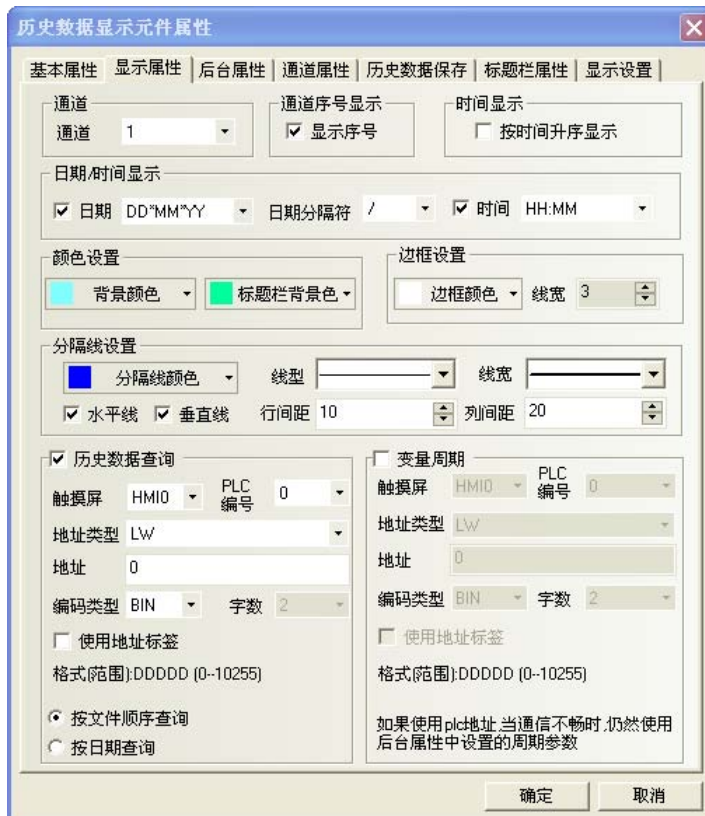 历史数据显示元件属性
基本属性 显示属性 后台属性 通道属性 历史数据保存 标题栏属性 显示设置
通道 通道序号显示 时间显示
通道 1 显示序号 按时间升序显示
日期/时间显示
日期 DD*MM*YY 日期分隔符 / 时间 HH:MM
颜色设置 边框设置
背景颜色 标题栏背景色 边框颜色 线宽 3
分隔线设置
分隔线颜色 线型 线宽
水平线 垂直线 行间距 10 列间距 20
历史数据查询
触摸屏 HMI0 PLC编号 0
地址类型 LW
地址 0
编码类型 BIN 字数 2
使用地址标签
格式(范围):DDDDD (0--10255)
按文件顺序查询
按日期查询
变量周期
触摸屏 HMI0 PLC编号 0
地址类型 LW
地址 0
编码类型 BIN 字数 2
使用地址标签
格式(范围):DDDDD (0--10255)
如果使用plc地址,当通信不畅时,仍然使用
后台属性中设置的周期参数
确定 取消